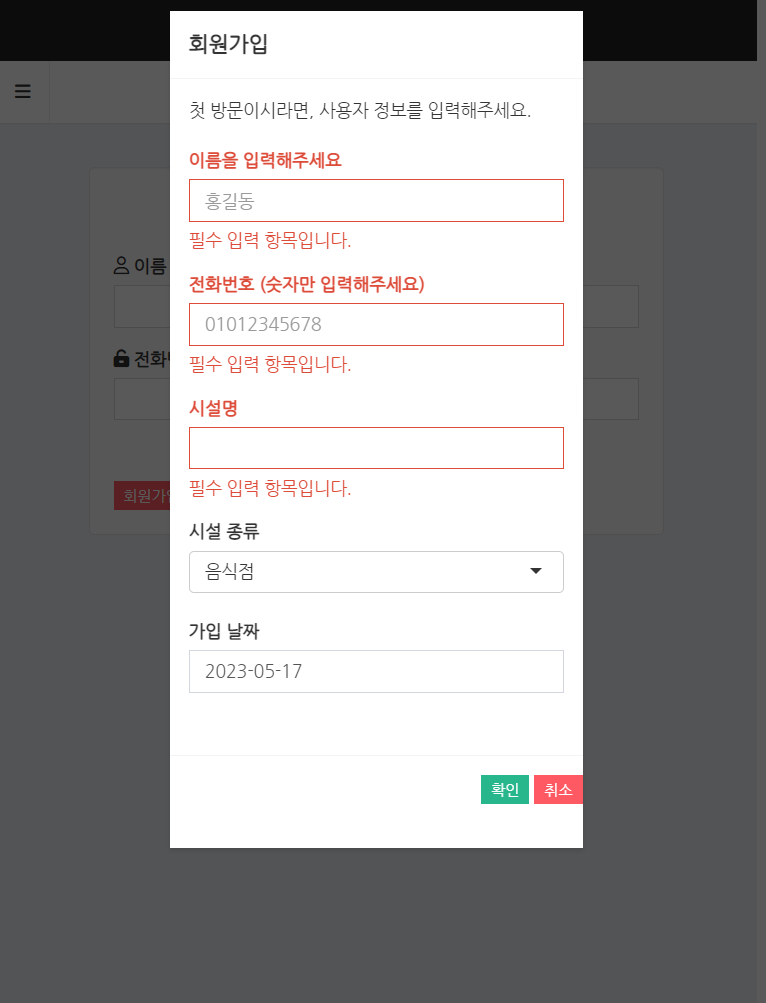 회원가입
첫 방문이시라면, 사용자 정보를 입력해주세요.
이름을 입력해주세요
홍길동
필수 입력 항목입니다.
전화번호 (숫자만 입력해주세요)
01012345678
필수 입력 항목입니다.
시설명
필수 입력 항목입니다.
시설 종류
음식점
가입 날짜
2023-05-17
확인 취소
이름
회원가